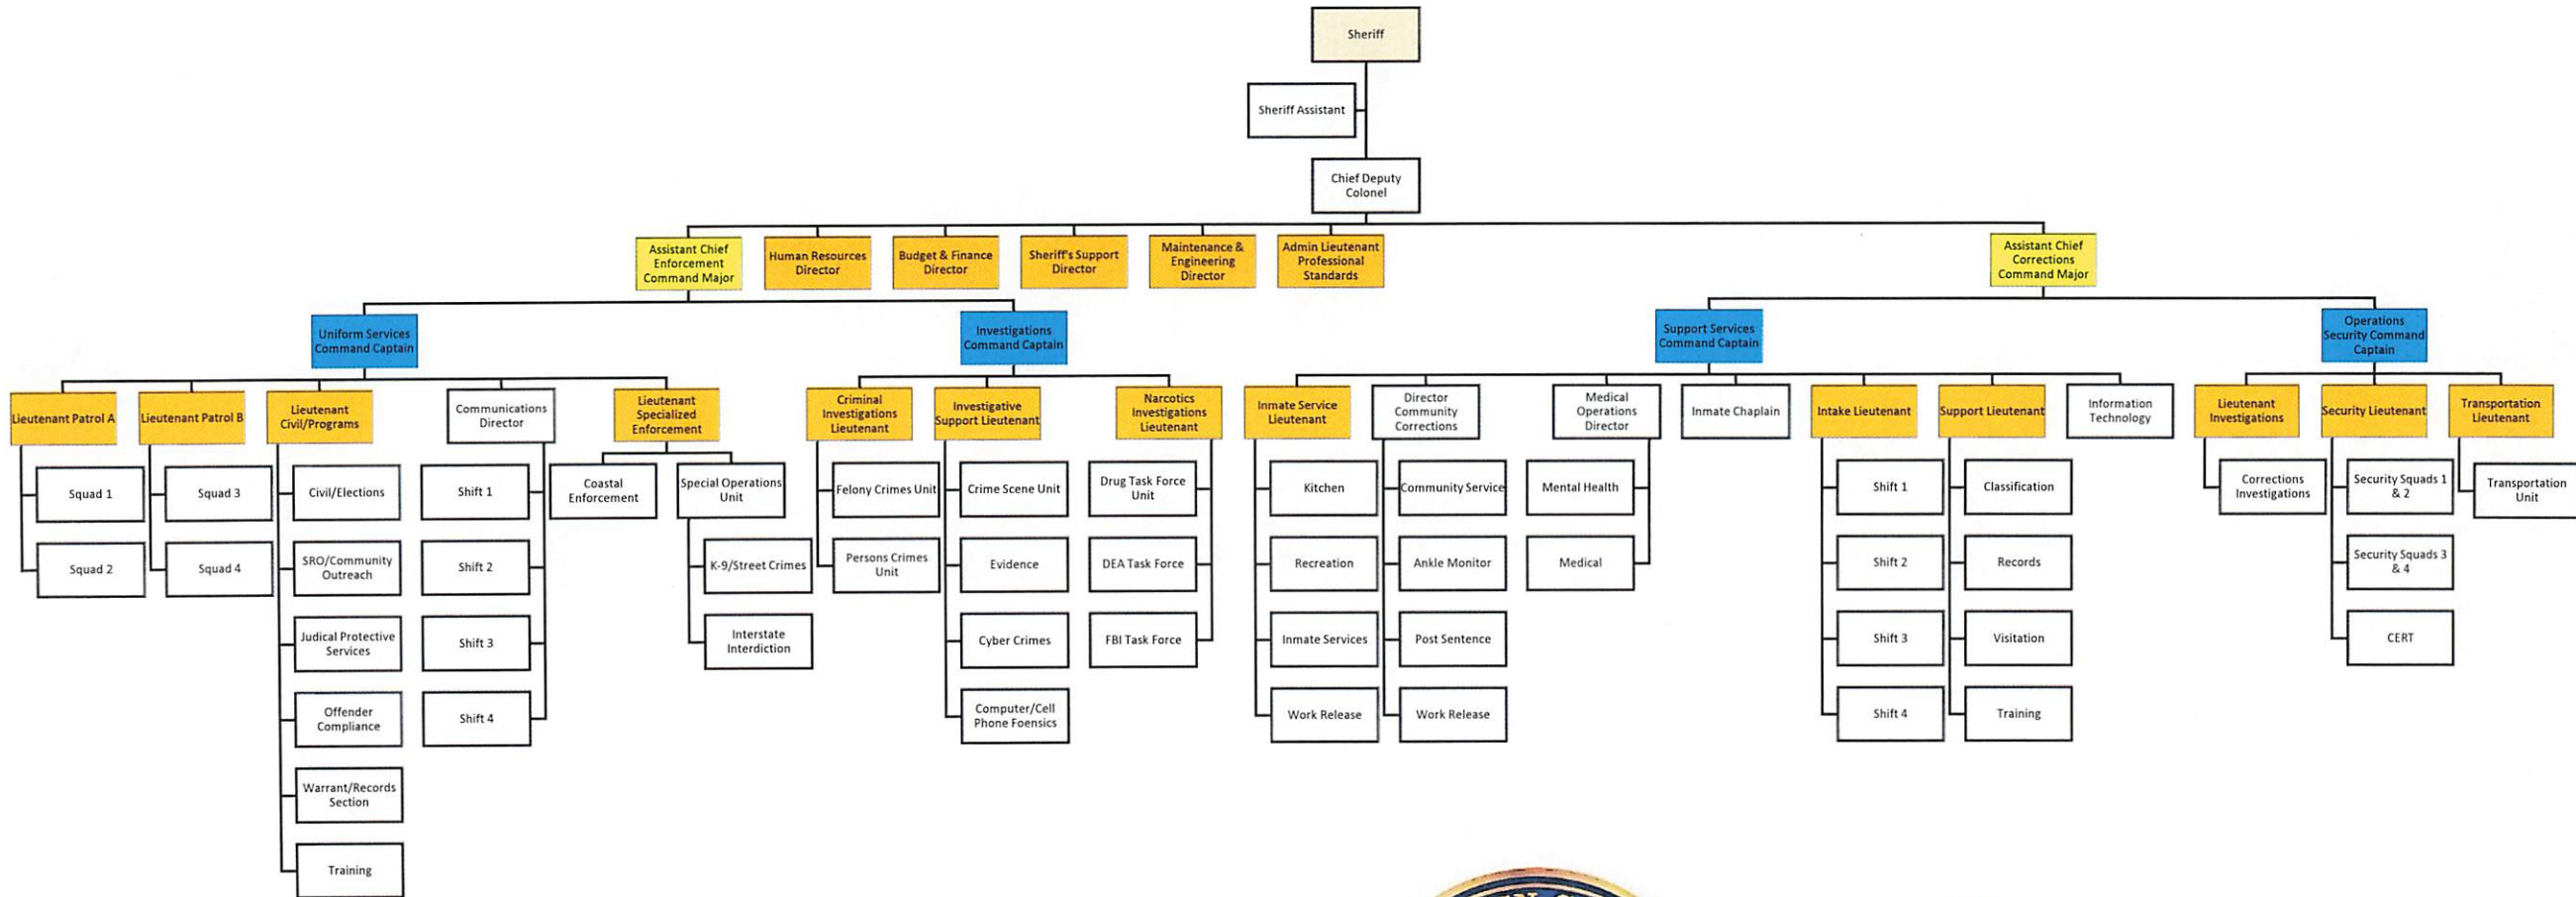 Sheriff
Sheriff Assistant
Chief Deputy
Colonel
Assistant Chief
Enforcement
Command Major
Human Resources
Director
Budget & Finance
Director
Sheriff's Support
Director
Maintenance &
Engineering
Director
Admin Lieutenant
Professional
Standards
Assistant Chief
Corrections
Command Major
Uniform Services
Command Captain
Investigations
Command Captain
Support Services
Command Captain
Operations
Security Command
Captain
Lieutenant Patrol A
Lieutenant Patrol B
Lieutenant
Civil/Programs
Communications
Director
Lieutenant
Specialized
Enforcement
Criminal
Investigations
Lieutenant
Investigative
Support Lieutenant
Narcotics
Investigations
Lieutenant
Inmate Service
Lieutenant
Director
Community
Corrections
Medical
Operations
Director
Inmate Chaplain
Intake Lieutenant
Support Lieutenant
Information
Technology
Lieutenant
Investigations
Security Lieutenant
Transportation
Lieutenant
Squad 1
Squad 2
Squad 3
Squad 4
Civil/Elections
SRO/Community
Outreach
Judical Protective
Services
Offender
Compliance
Warrant/Records
Section
Training
Shift 1
Shift 2
Shift 3
Shift 4
Coastal
Enforcement
Special Operations
Unit
K-9/Street Crimes
Interstate
Interdiction
Felony Crimes Unit
Persons Crimes
Unit
Crime Scene Unit
Evidence
Cyber Crimes
Computer/Cell
Phone Foensics
Drug Task Force
Unit
DEA Task Force
FBI Task Force
Kitchen
Recreation
Inmate Services
Work Release
Community Service
Ankle Monitor
Post Sentence
Work Release
Mental Health
Medical
Shift 1
Shift 2
Shift 3
Shift 4
Classification
Records
Visitation
Training
Corrections
Investigations
Security Squads 1
& 2
Security Squads 3
& 4
CERT
Transportation
Unit